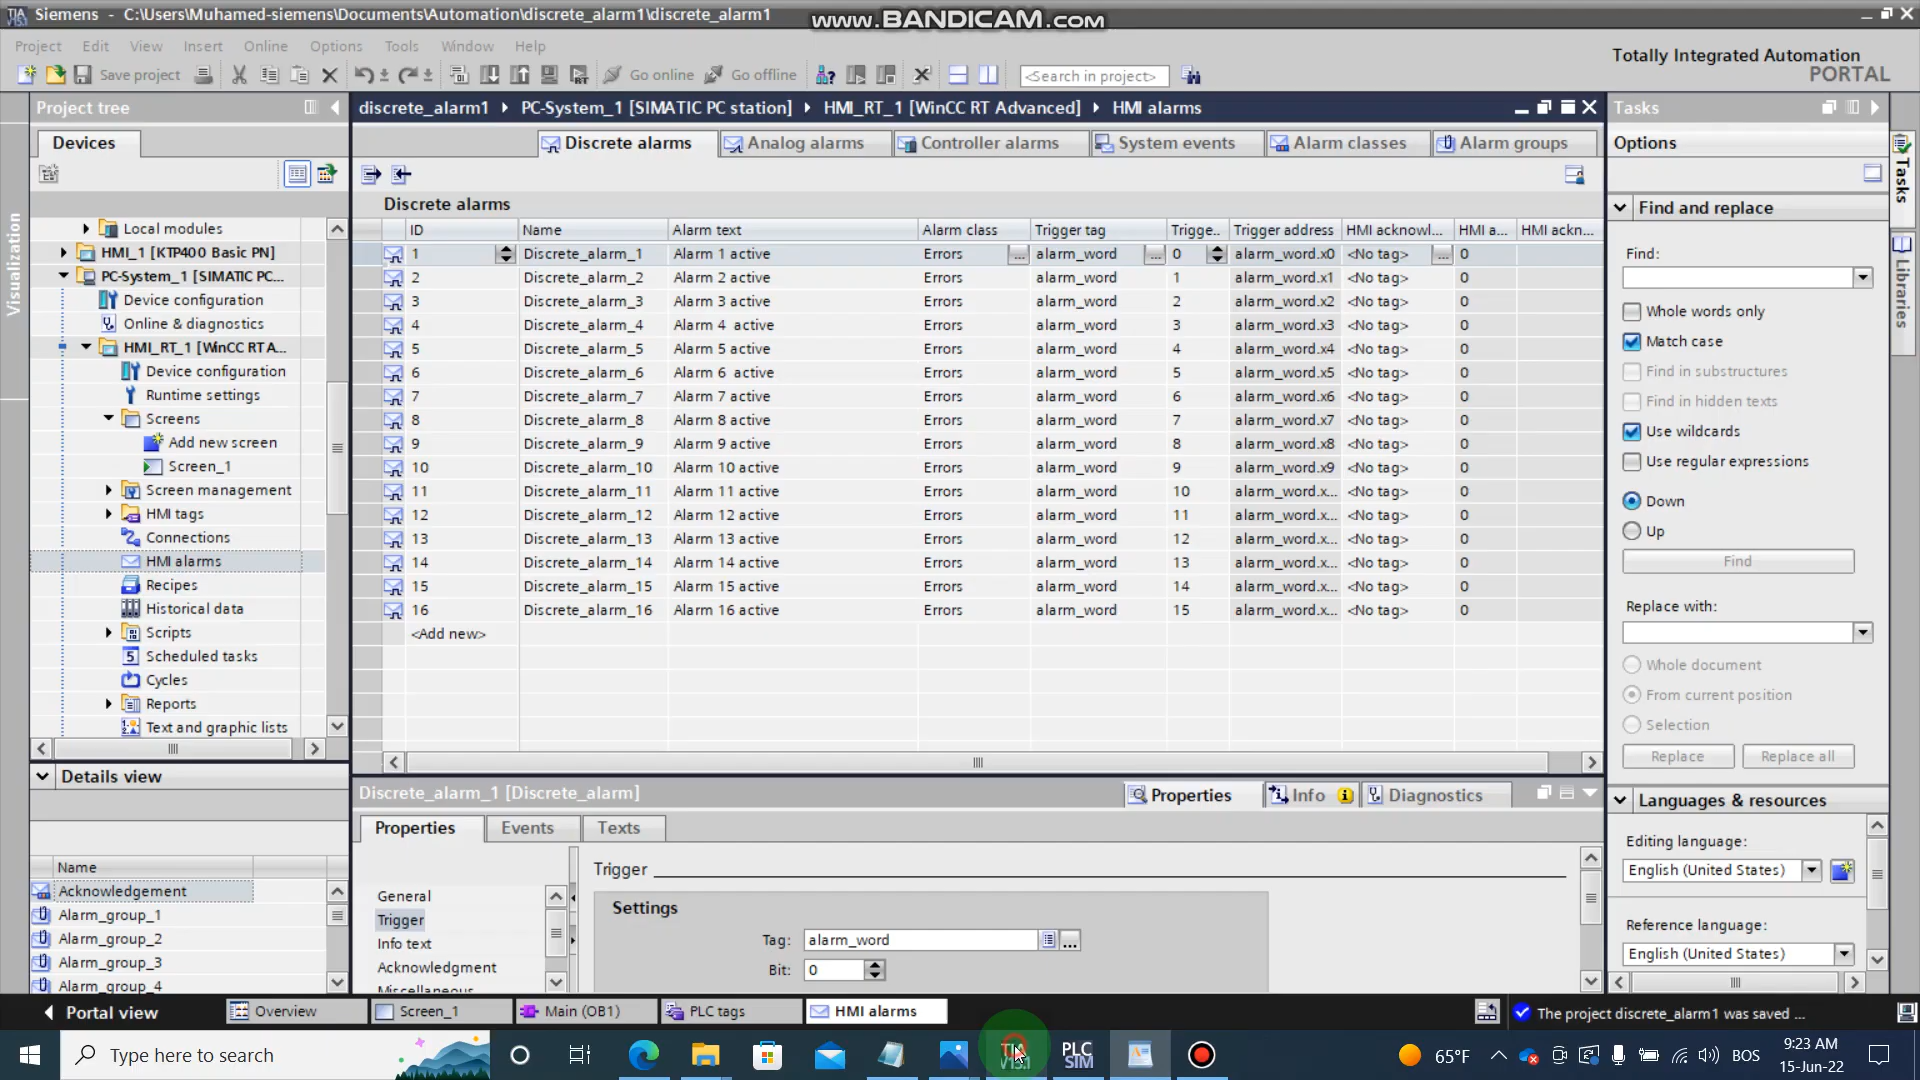 Siemens - C:\Users\Muhamed-siemens\Documents\Automation\discrete_alarm1\discrete_alarm1
www.BANDICAM.com
Project Edit View Insert Online Options Tools Window Help
Totally Integrated Automation
PORTAL
Save project Go online Go offline <Search in project>
Project tree
discrete_alarm1 PC-System_1 [SIMATIC PC station] HMI_RT_1 [WinCC RT Advanced] HMI alarms
Tasks
Devices
Discrete alarms Analog alarms Controller alarms System events Alarm classes Alarm groups
Options
Discrete alarms
ID Name Alarm text Alarm class Trigger tag Trigge.. Trigger address HMI acknowl... HMI a... HMI ackn...
1 Discrete_alarm_1 Alarm 1 active Errors ... alarm_word ... 0 alarm_word.x0 <No tag> ... 0
2 Discrete_alarm_2 Alarm 2 active Errors alarm_word 1 alarm_word.x1 <No tag> 0
3 Discrete_alarm_3 Alarm 3 active Errors alarm_word 2 alarm_word.x2 <No tag> 0
4 Discrete_alarm_4 Alarm 4 active Errors alarm_word 3 alarm_word.x3 <No tag> 0
5 Discrete_alarm_5 Alarm 5 active Errors alarm_word 4 alarm_word.x4 <No tag> 0
6 Discrete_alarm_6 Alarm 6 active Errors alarm_word 5 alarm_word.x5 <No tag> 0
7 Discrete_alarm_7 Alarm 7 active Errors alarm_word 6 alarm_word.x6 <No tag> 0
8 Discrete_alarm_8 Alarm 8 active Errors alarm_word 7 alarm_word.x7 <No tag> 0
9 Discrete_alarm_9 Alarm 9 active Errors alarm_word 8 alarm_word.x8 <No tag> 0
10 Discrete_alarm_10 Alarm 10 active Errors alarm_word 9 alarm_word.x9 <No tag> 0
11 Discrete_alarm_11 Alarm 11 active Errors alarm_word 10 alarm_word.x... <No tag> 0
12 Discrete_alarm_12 Alarm 12 active Errors alarm_word 11 alarm_word.x... <No tag> 0
13 Discrete_alarm_13 Alarm 13 active Errors alarm_word 12 alarm_word.x... <No tag> 0
14 Discrete_alarm_14 Alarm 14 active Errors alarm_word 13 alarm_word.x... <No tag> 0
15 Discrete_alarm_15 Alarm 15 active Errors alarm_word 14 alarm_word.x... <No tag> 0
16 Discrete_alarm_16 Alarm 16 active Errors alarm_word 15 alarm_word.x... <No tag> 0
<Add new>
Visualization
Local modules
HMI_1 [KTP400 Basic PN]
PC-System_1 [SIMATIC PC...
Device configuration
Online & diagnostics
HMI_RT_1 [WinCC RT A...
Device configuration
Runtime settings
Screens
Add new screen
Screen_1
Screen management
HMI tags
Connections
HMI alarms
Recipes
Historical data
Scripts
Scheduled tasks
Cycles
Reports
Text and graphic lists
Details view
Name
Acknowledgement
Alarm_group_1
Alarm_group_2
Alarm_group_3
Alarm_group_4
Discrete_alarm_1 [Discrete_alarm]
Properties Info Diagnostics
Properties Events Texts
General
Trigger
Info text
Acknowledgment
Miscellaneous
Trigger
Settings
Tag: alarm_word
Bit: 0
Find and replace
Find:
Whole words only
Match case
Find in substructures
Find in hidden texts
Use wildcards
Use regular expressions
Down
Up
Find
Replace with:
Whole document
From current position
Selection
Replace Replace all
Languages & resources
Editing language:
English (United States)
Reference language:
English (United States)
Tasks
Libraries
Portal view Overview Screen_1 Main (OB1) PLC tags HMI alarms The project discrete_alarm1 was saved ...
Type here to search
PLC
SIM
65°F
BOS
9:23 AM
15-Jun-22